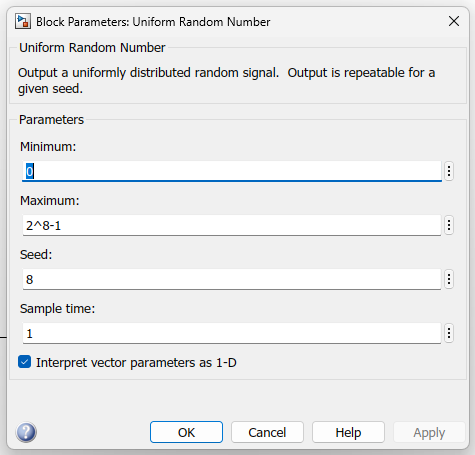 Block Parameters: Uniform Random Number
Uniform Random Number
Output a uniformly distributed random signal.  Output is repeatable for a
given seed.
Parameters
Minimum:
0
Maximum:
2^8-1
Seed:
8
Sample time:
1
Interpret vector parameters as 1-D
OK Cancel Help Apply